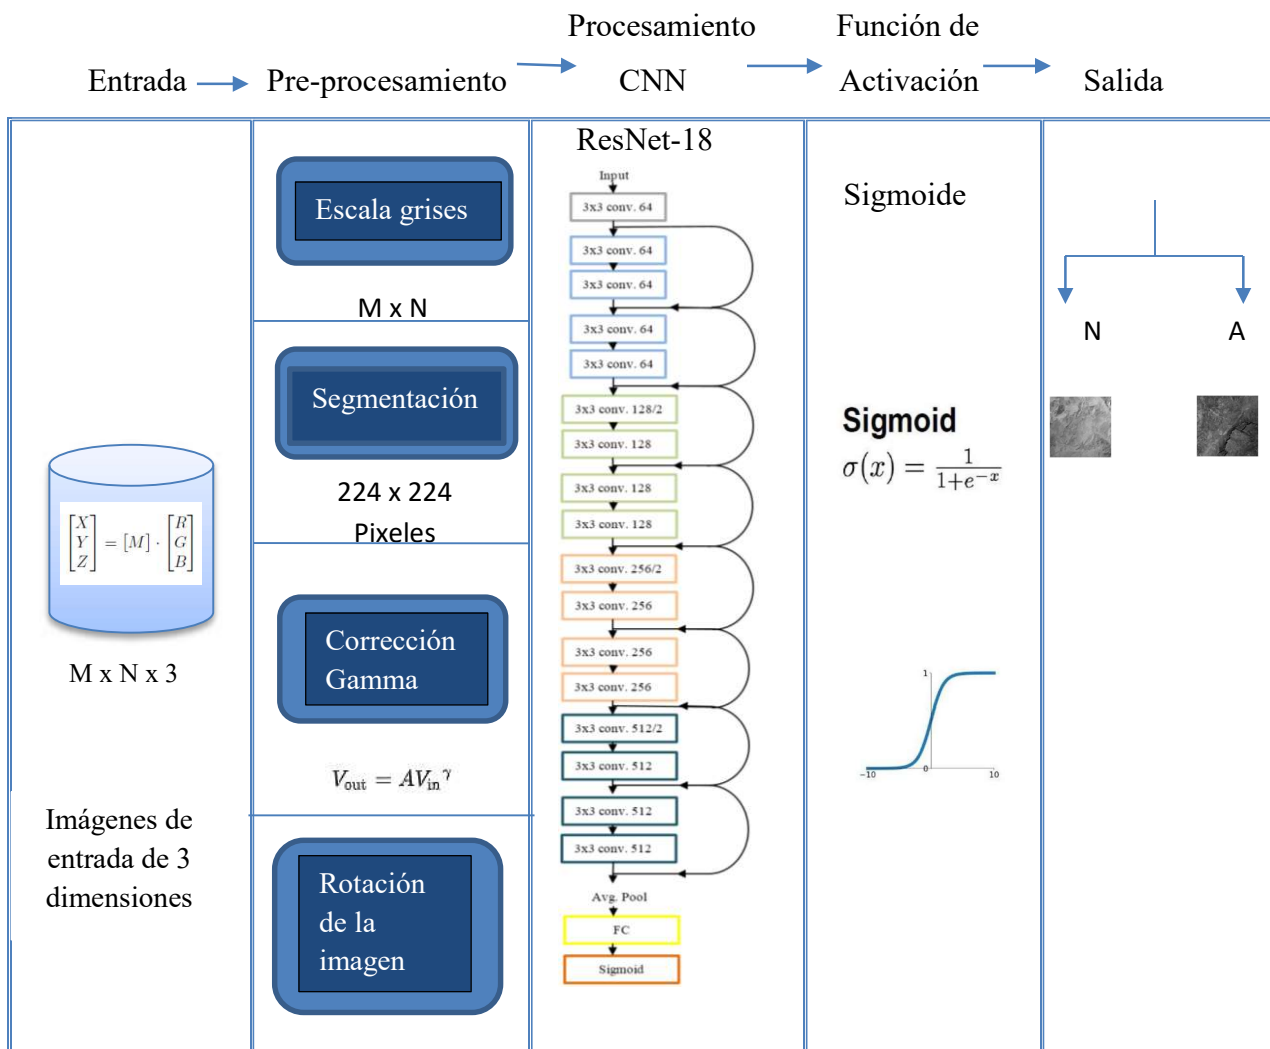 Entrada
Pre-procesamiento
Procesamiento
CNN
Función de
Activación
Salida
[X Y Z] = [M] · [R G B]
M x N x 3
Imágenes de
entrada de 3
dimensiones
Escala grises
M x N
Segmentación
224 x 224
Pixeles
Corrección
Gamma
V_out = AV_in^γ
Rotación
de la
imagen
ResNet-18
Input
3x3 conv. 64
3x3 conv. 64
3x3 conv. 64
3x3 conv. 64
3x3 conv. 64
3x3 conv. 128/2
3x3 conv. 128
3x3 conv. 128
3x3 conv. 128
3x3 conv. 256/2
3x3 conv. 256
3x3 conv. 256
3x3 conv. 256
3x3 conv. 512/2
3x3 conv. 512
3x3 conv. 512
3x3 conv. 512
Avg. Pool
FC
Sigmoid
Sigmoide
Sigmoid
σ(x) = 1/(1+e^-x)
1
-10
0
10
N
A